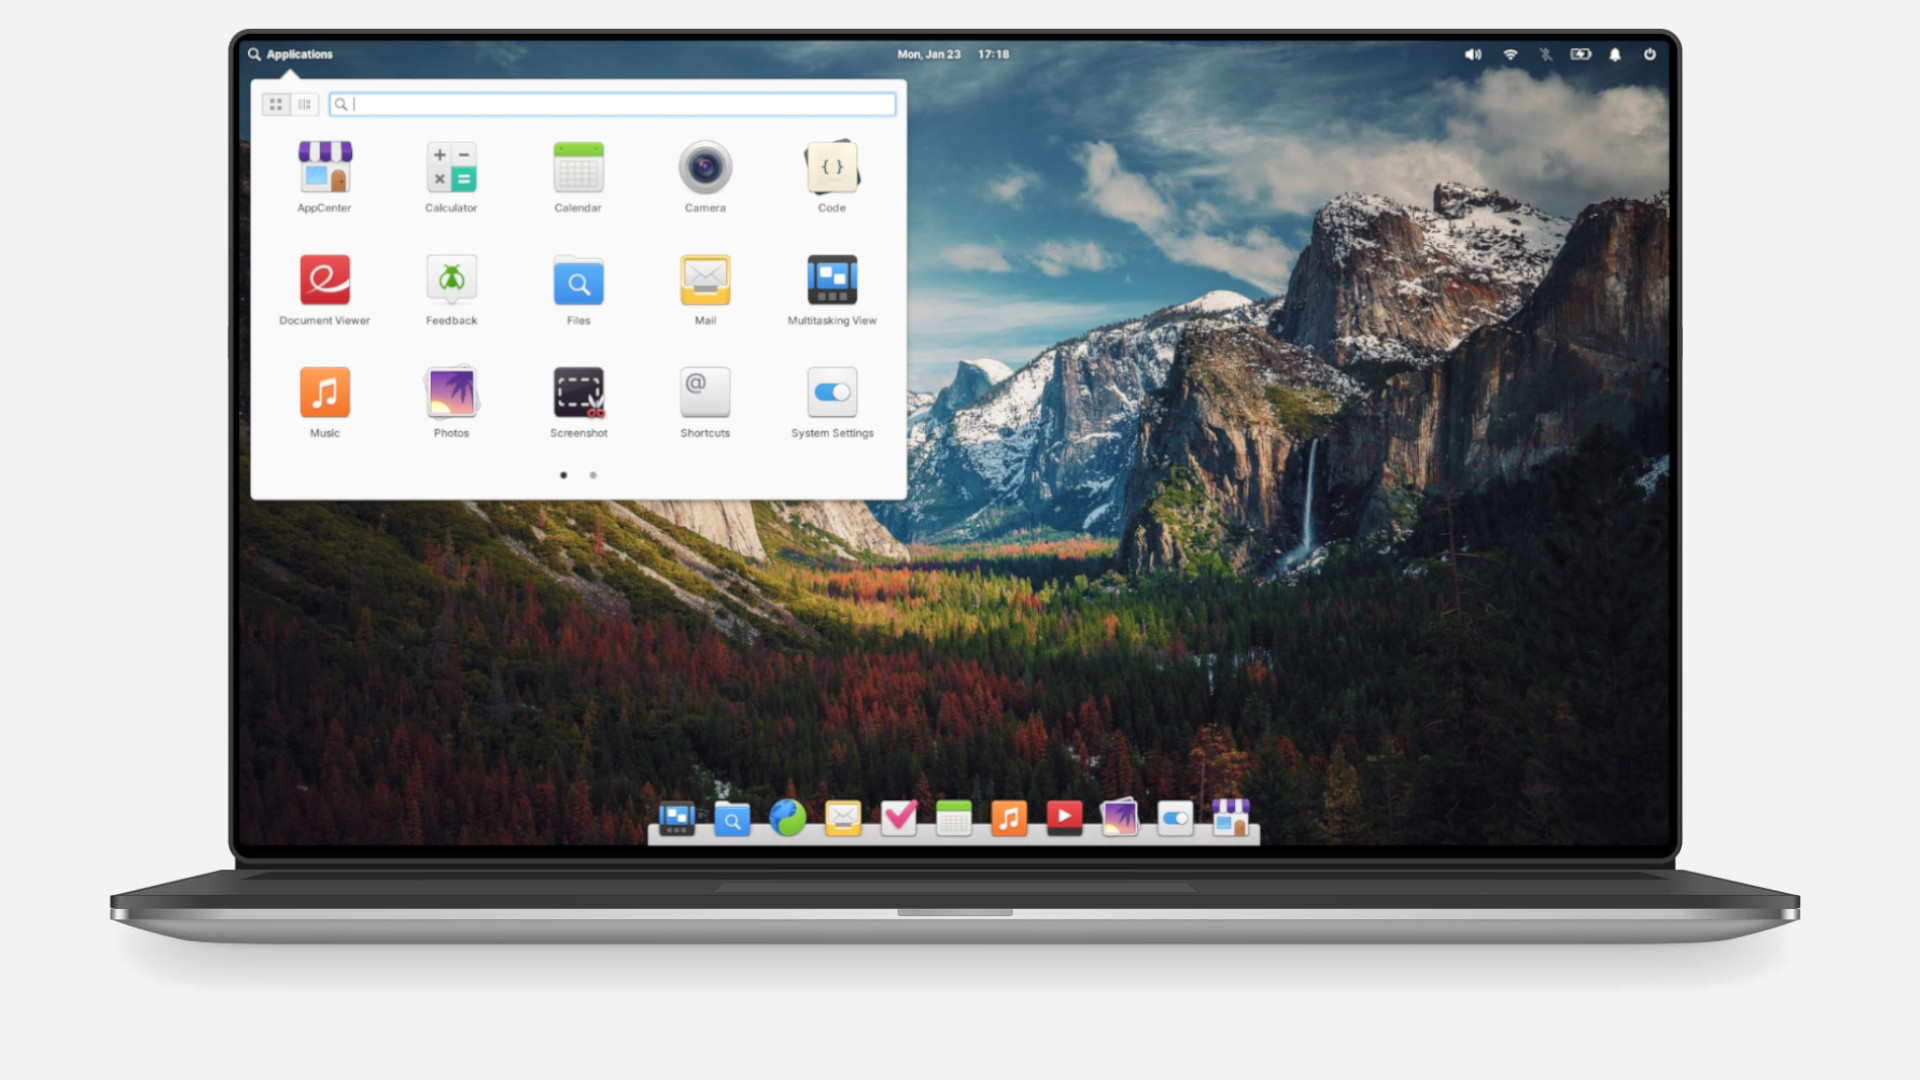 Applications
Mon, Jan 23 17:18
AppCenter
Calculator
Calendar
Camera
Code
Document Viewer
Feedback
Files
Mail
Multitasking View
Music
Photos
Screenshot
Shortcuts
System Settings